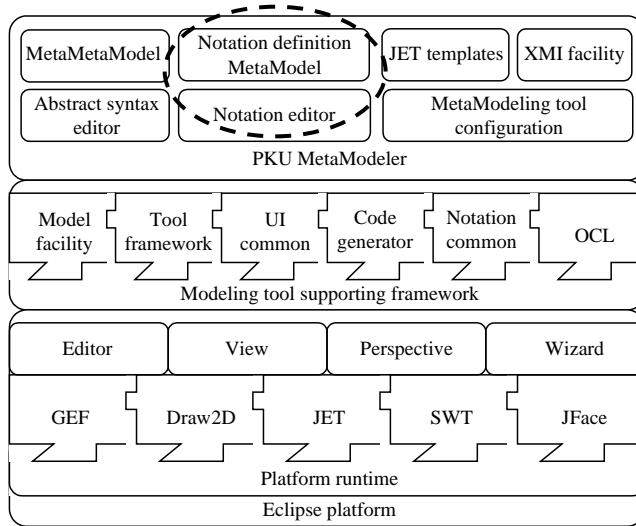 MetaMetaModel
Notation definition
MetaModel
JET templates
XMI facility
Abstract syntax
editor
Notation editor
MetaModeling tool
configuration
PKU MetaModeler
Model
facility
Tool
framework
UI
common
Code
generator
Notation
common
OCL
Modeling tool supporting framework
Editor
View
Perspective
Wizard
GEF
Draw2D
JET
SWT
JFace
Platform runtime
Eclipse platform